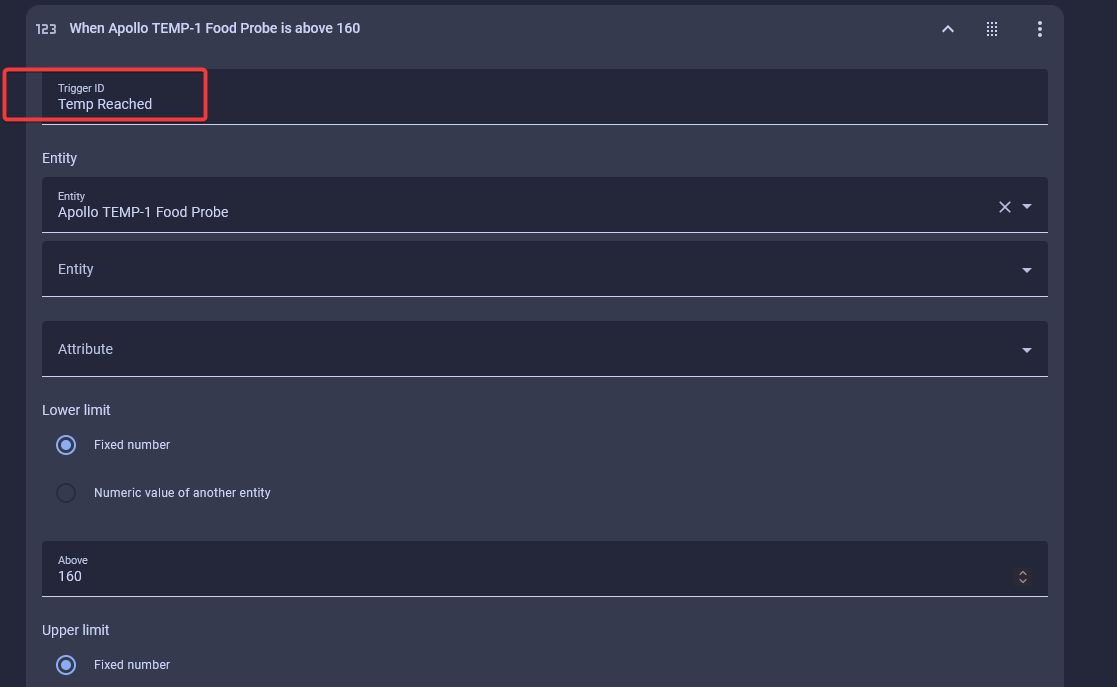 123 When Apollo TEMP-1 Food Probe is above 160
Trigger ID
Temp Reached
Entity
Entity
Apollo TEMP-1 Food Probe
Entity
Attribute
Lower limit
Fixed number
Numeric value of another entity
Above
160
Upper limit
Fixed number